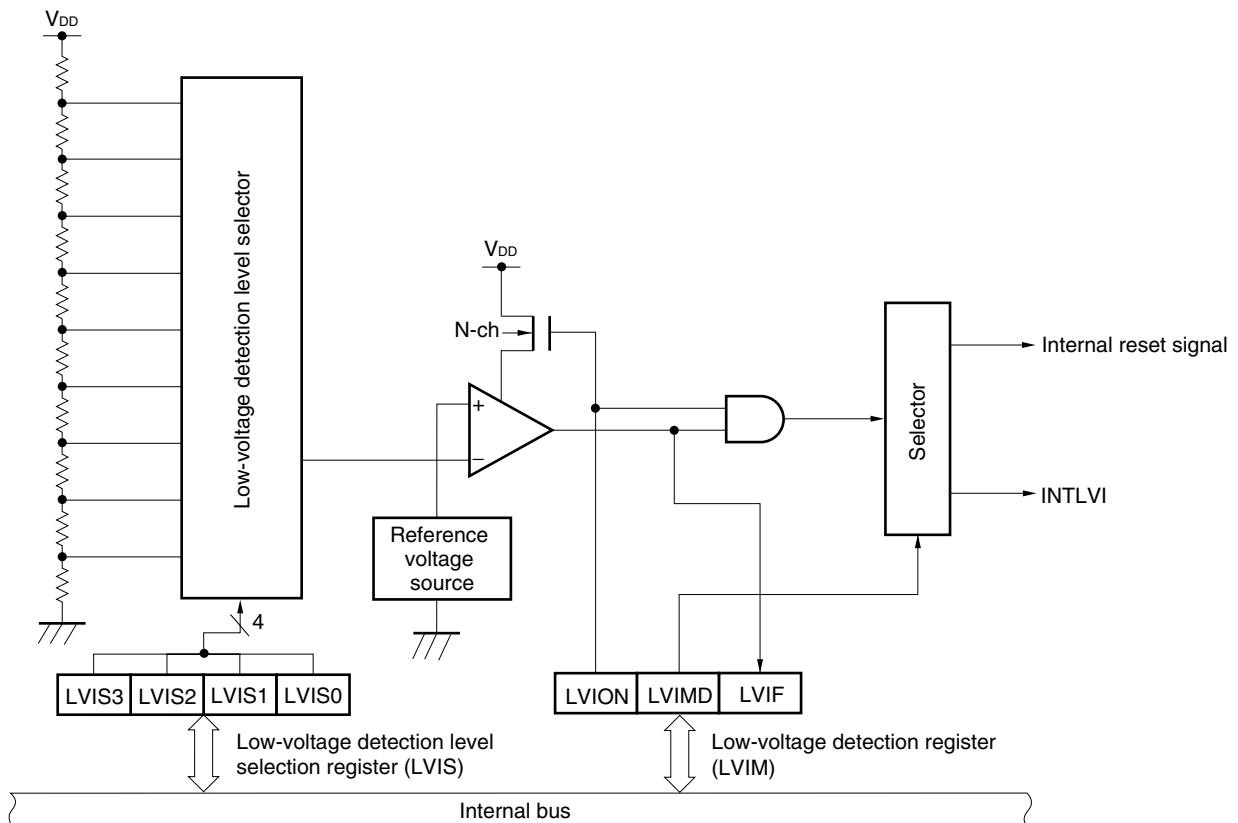 VDD
Low-voltage detection level selector
4
LVIS3 LVIS2 LVIS1 LVIS0
Low-voltage detection level
selection register (LVIS)
VDD
N-ch
+
−
Reference
voltage
source
Selector
Internal reset signal
INTLVI
LVION LVIMD LVIF
Low-voltage detection register
(LVIM)
Internal bus